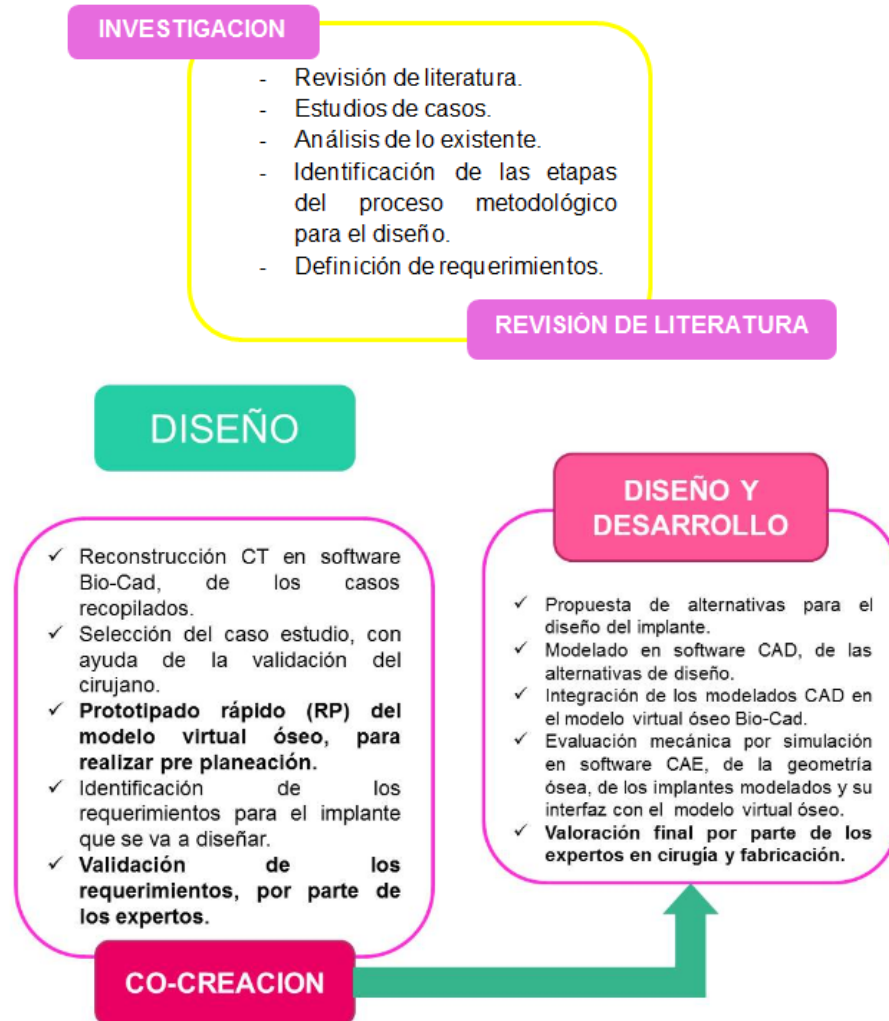 INVESTIGACION
- Revisión de literatura.
- Estudios de casos.
- Análisis de lo existente.
- Identificación de las etapas
del proceso metodológico
para el diseño.
- Definición de requerimientos.
REVISIÓN DE LITERATURA
DISEÑO
✓ Reconstrucción CT en software
Bio-Cad, de los casos
recopilados.
✓ Selección del caso estudio, con
ayuda de la validación del
cirujano.
✓ Prototipado rápido (RP) del
modelo virtual óseo, para
realizar pre planeación.
✓ Identificación de los
requerimientos para el implante
que se va a diseñar.
✓ Validación de los
requerimientos, por parte de
los expertos.
CO-CREACION
DISEÑO Y
DESARROLLO
✓ Propuesta de alternativas para el
diseño del implante.
✓ Modelado en software CAD, de las
alternativas de diseño.
✓ Integración de los modelados CAD en
el modelo virtual óseo Bio-Cad.
✓ Evaluación mecánica por simulación
en software CAE, de la geometría
ósea, de los implantes modelados y su
interfaz con el modelo virtual óseo.
✓ Valoración final por parte de los
expertos en cirugía y fabricación.